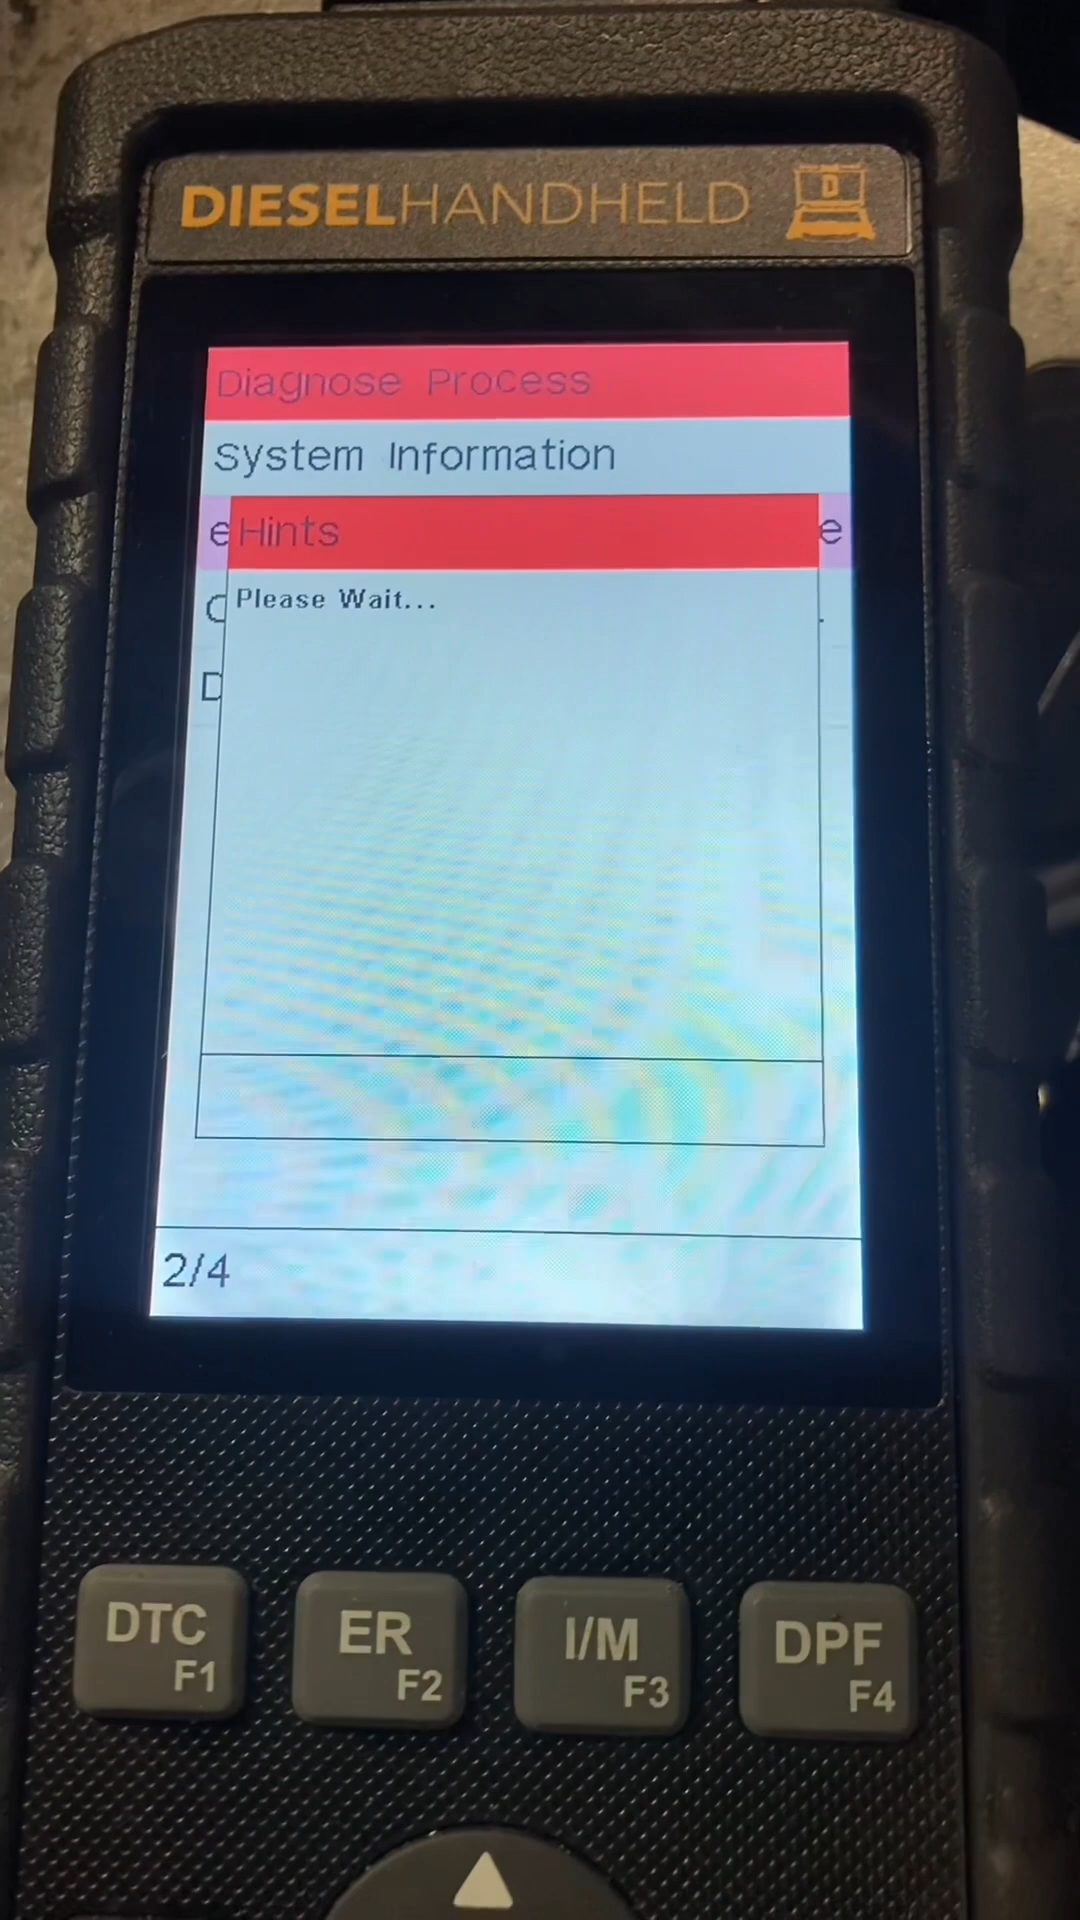 DIESELHANDHELD
D
Diagnose Process
System Information
e Hints e
Please Wait...
D
2/4
DTC F1
ER F2
I/M F3
DPF F4